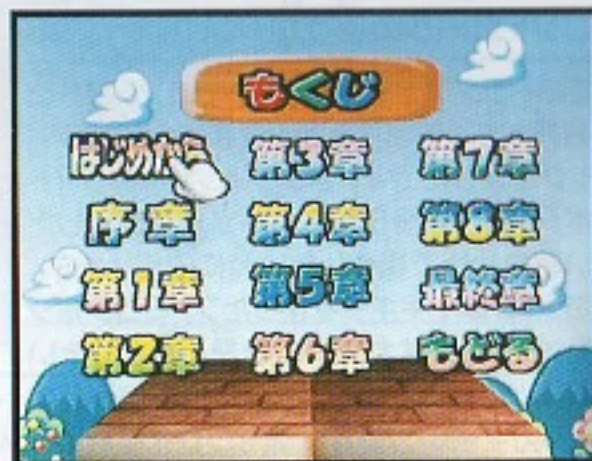 もくじ
はじめから
序章
第1章
第2章
第3章
第4章
第5章
第6章
第7章
第8章
最終章
もどる